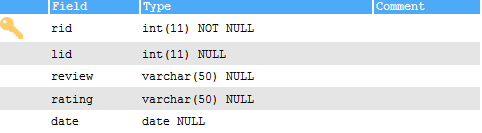 Field Type Comment
rid int(11) NOT NULL
lid int(11) NULL
review varchar(50) NULL
rating varchar(50) NULL
date date NULL